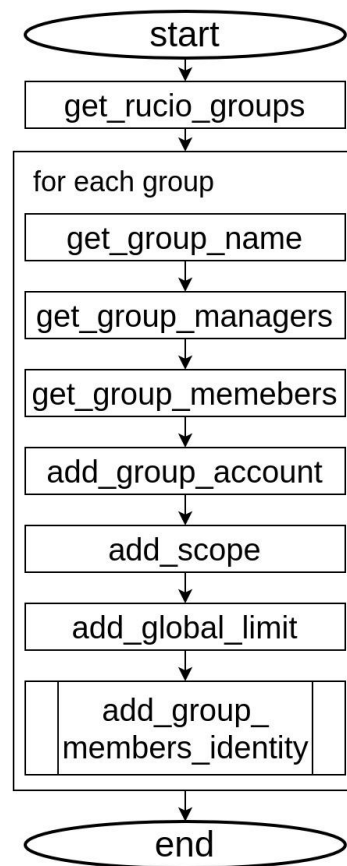 start
get_rucio_groups
for each group
get_group_name
get_group_managers
get_group_memebers
add_group_account
add_scope
add_global_limit
add_group_
members_identity
end